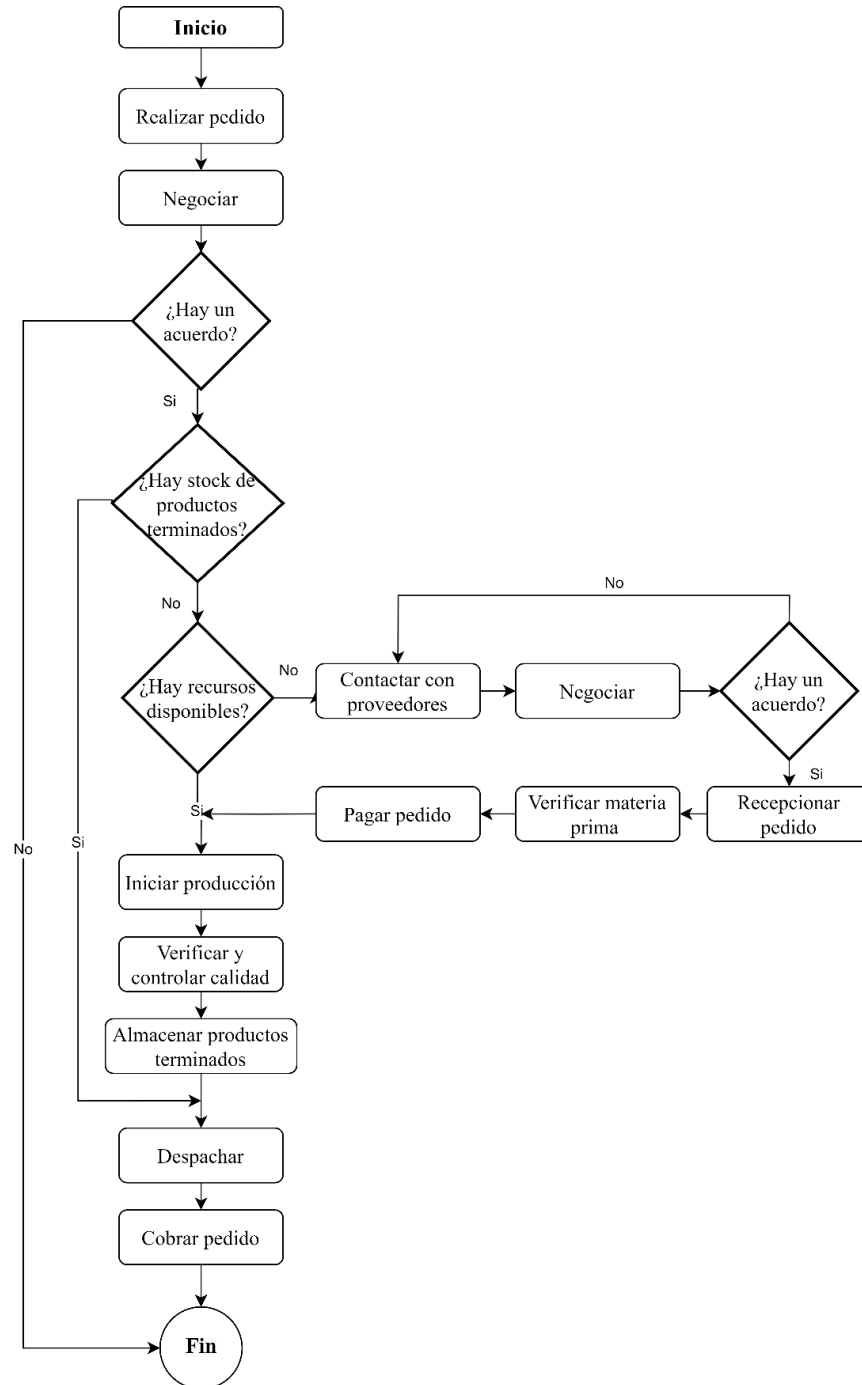 Inicio
Realizar pedido
Negociar
¿Hay un
acuerdo?
Si
¿Hay stock de
productos
terminados?
No
¿Hay recursos
disponibles?
No
Contactar con
proveedores
Negociar
¿Hay un
acuerdo?
No
Si
Recepcionar
pedido
Verificar materia
prima
Pagar pedido
Si
Iniciar producción
Verificar y
controlar calidad
Almacenar productos
terminados
Si
No
Despachar
Cobrar pedido
Fin